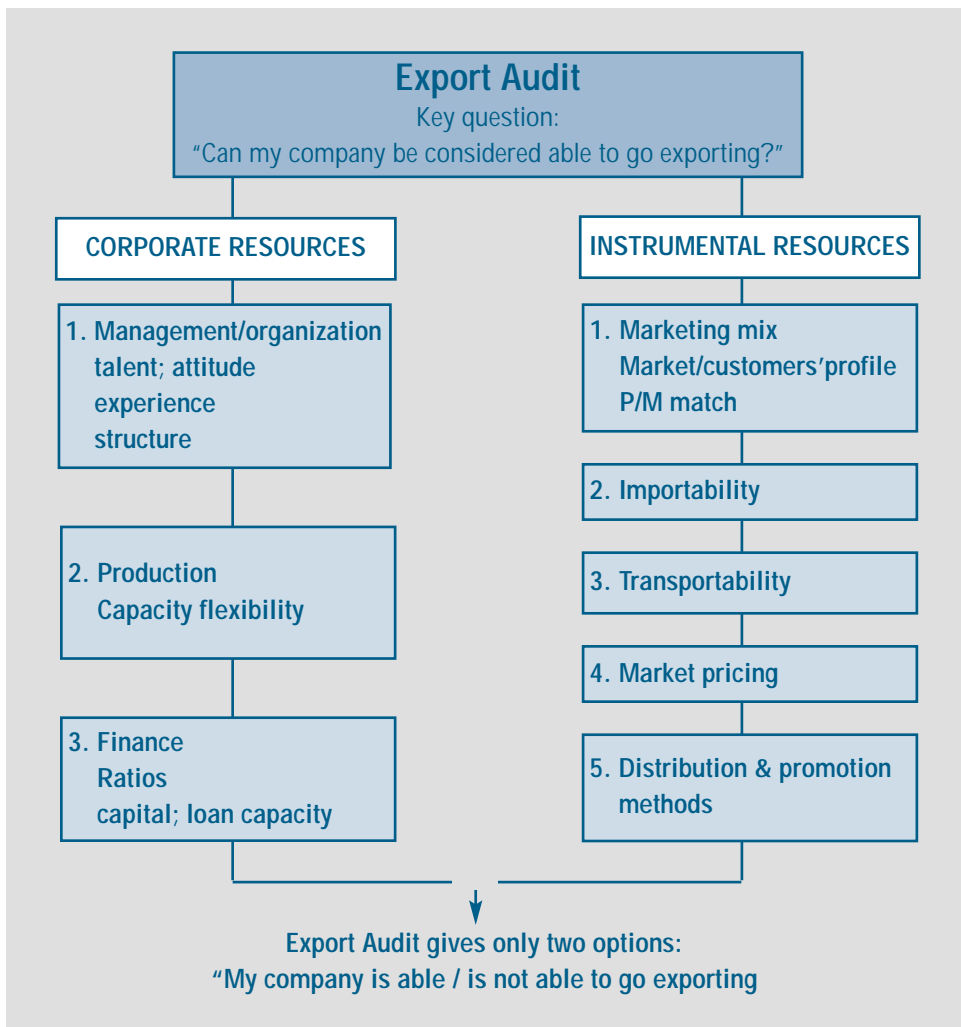 Export Audit
Key question:
“Can my company be considered able to go exporting?”
CORPORATE RESOURCES
1. Management/organization
talent; attitude
experience
structure
2. Production
Capacity flexibility
3. Finance
Ratios
capital; loan capacity
INSTRUMENTAL RESOURCES
1. Marketing mix
Market/customers’profile
P/M match
2. Importability
3. Transportability
4. Market pricing
5. Distribution & promotion
methods
Export Audit gives only two options:
“My company is able / is not able to go exporting